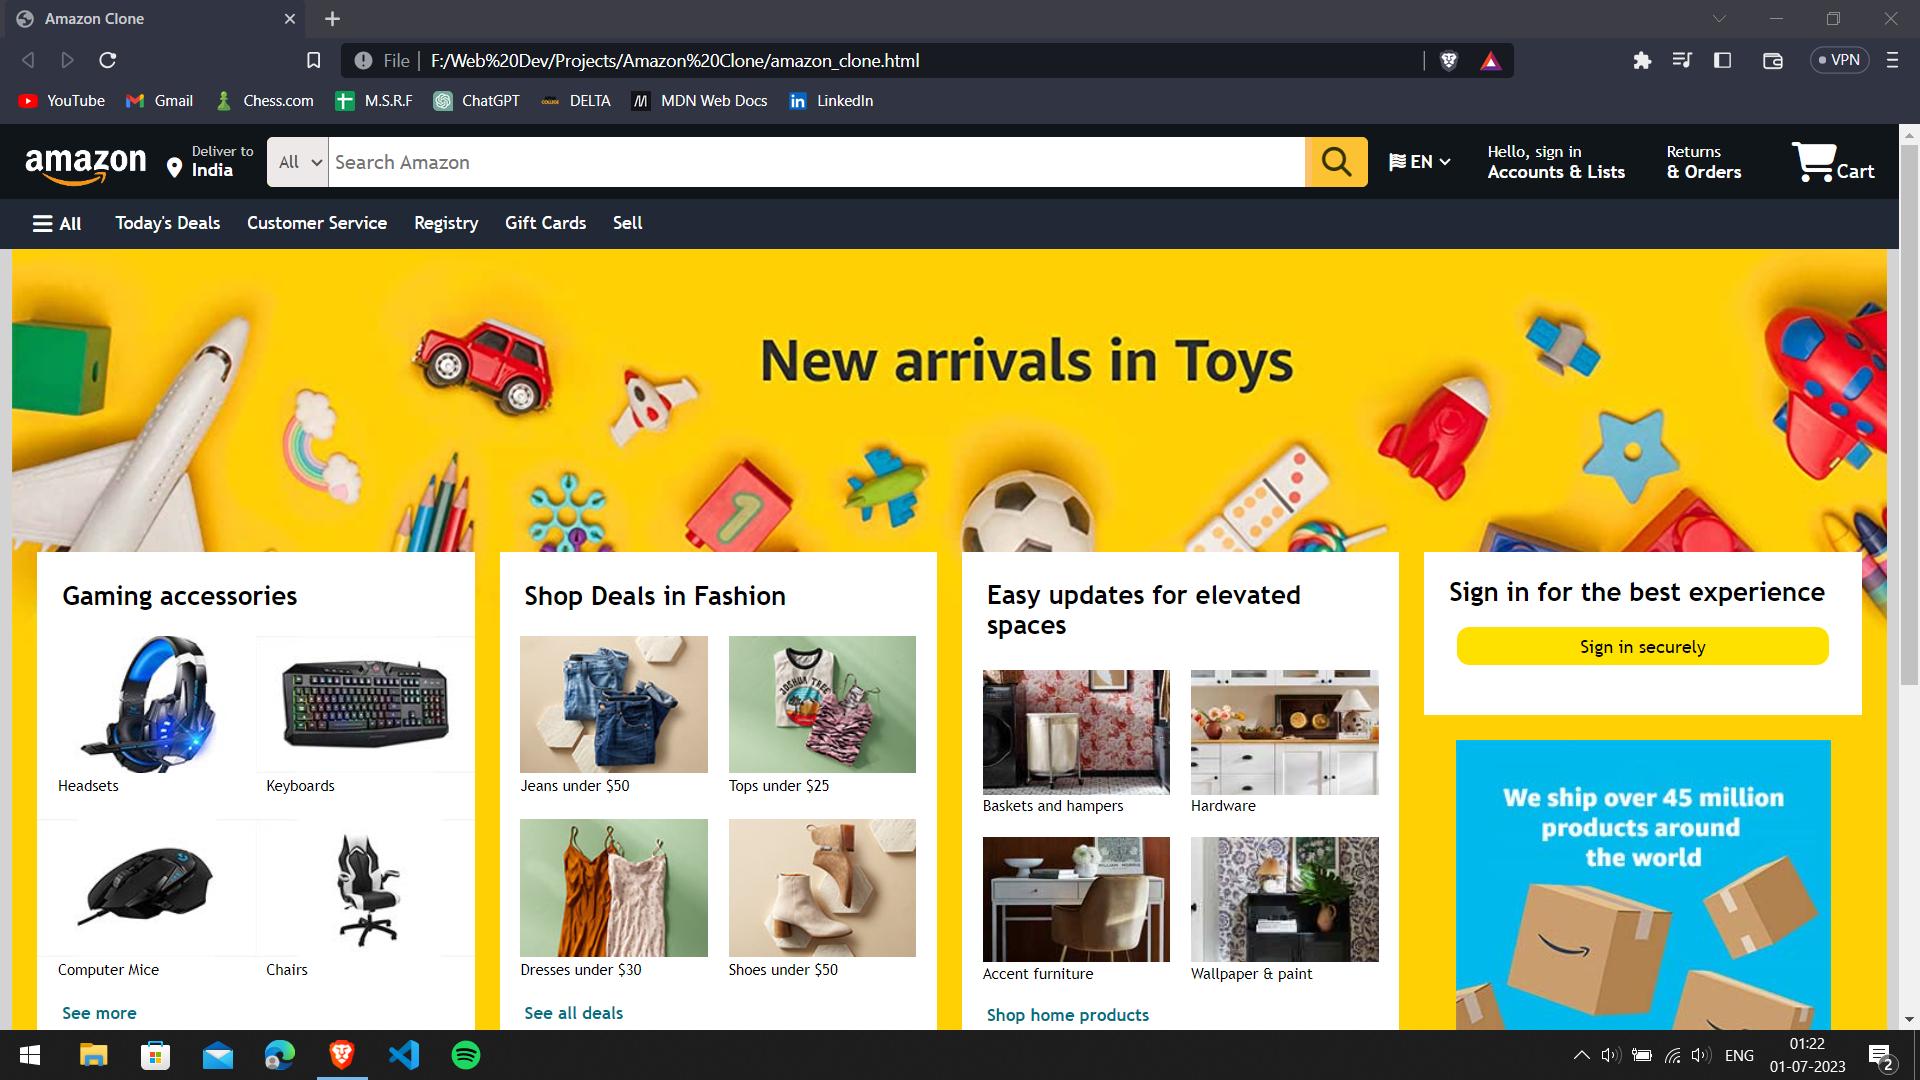 Amazon Clone
File
F:/Web%20Dev/Projects/Amazon%20Clone/amazon_clone.html
VPN
YouTube
Gmail
Chess.com
M.S.R.F
ChatGPT
DELTA
MDN Web Docs
LinkedIn
amazon
Deliver to
India
All
Search Amazon
EN
Hello, sign in
Accounts & Lists
Returns
& Orders
Cart
All
Today's Deals
Customer Service
Registry
Gift Cards
Sell
New arrivals in Toys
1
Gaming accessories
Headsets
Keyboards
Computer Mice
Chairs
See more
Shop Deals in Fashion
JOSHUA TREE
Jeans under $50
Tops under $25
Dresses under $30
Shoes under $50
See all deals
Easy updates for elevated
spaces
Baskets and hampers
Hardware
WILLIAM MORRIS
Accent furniture
Wallpaper & paint
Shop home products
Sign in for the best experience
Sign in securely
We ship over 45 million
products around
the world
ENG
01:22
01-07-2023
2